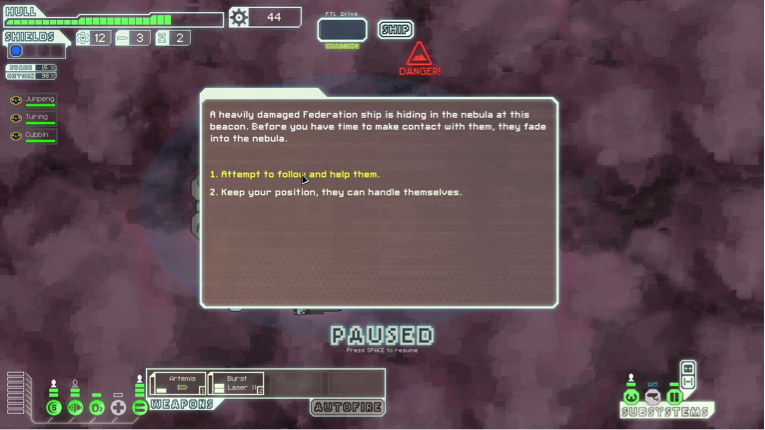 HULL
44
FTL Drive
SHIP
CHARGING
SHIELDS
12
3
2
DANGER!
EVADE: 15 %
OXYGEN: 98 %
Junpeng
Turing
Cubbin
A heavily damaged Federation ship is hiding in the nebula at this
beacon. Before you have time to make contact with them, they fade
into the nebula.
1. Attempt to follow and help them.
2. Keep your position, they can handle themselves.
PAUSED
Press SPACE to resume
Artemis
Burst
Laser II
WEAPONS
AUTOFIRE
SUBSYSTEMS